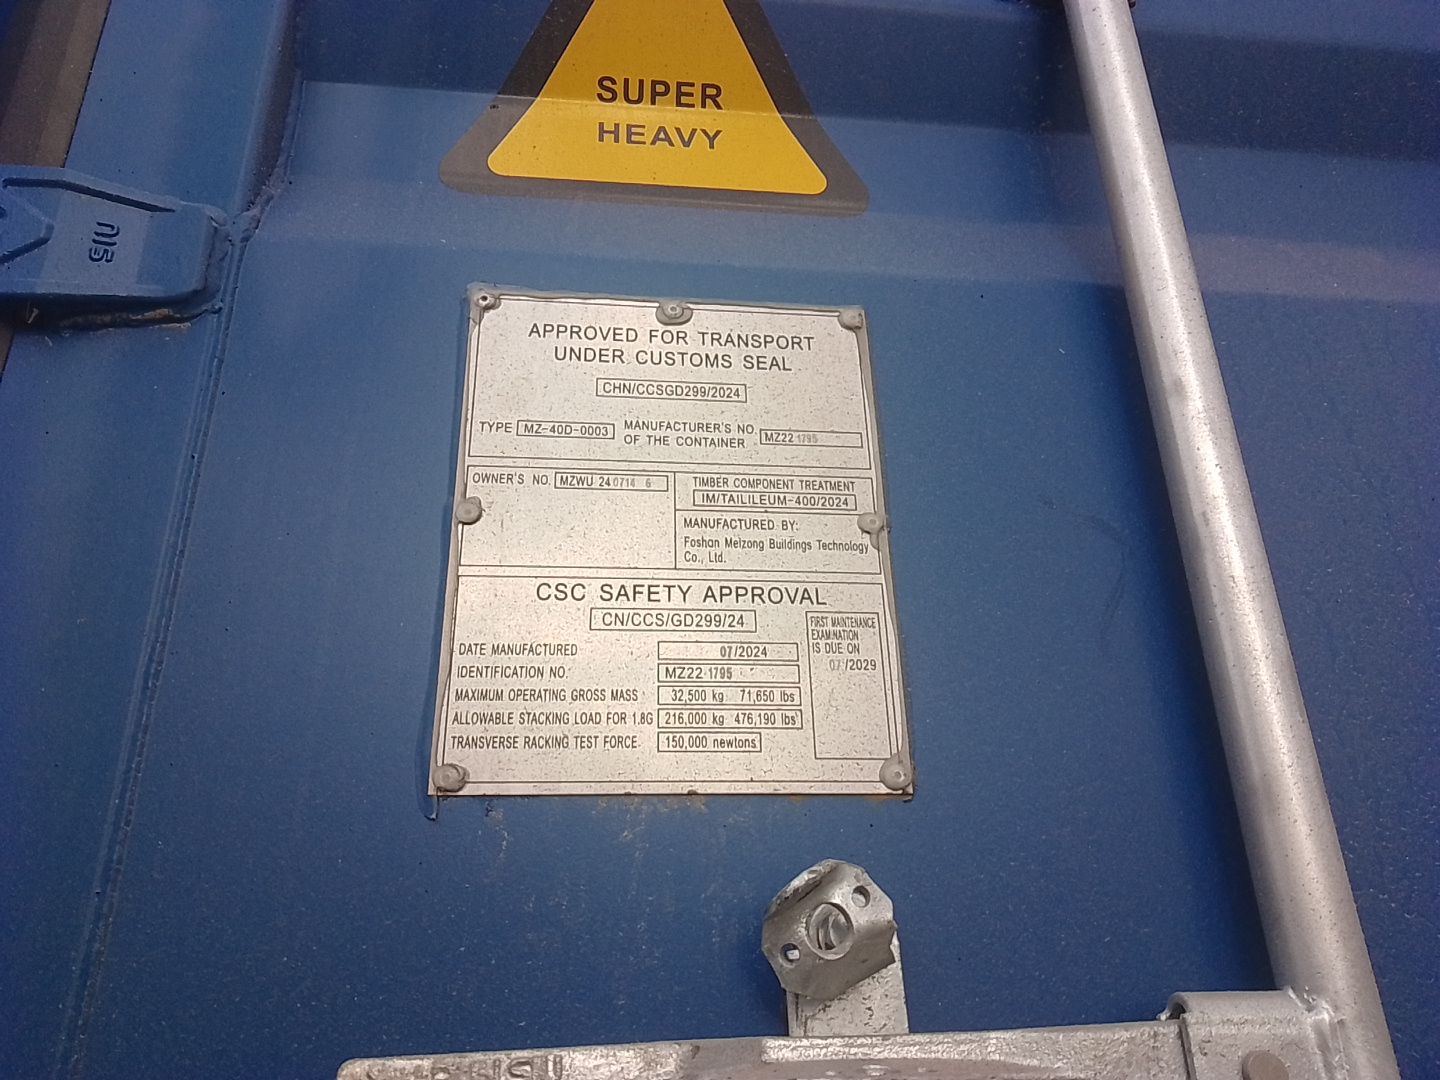 SUPER
HEAVY
APPROVED FOR TRANSPORT
UNDER CUSTOMS SEAL
CHN/CCSGD299/2024
TYPE MZ-40D-0003 MANUFACTURER'S NO. OF THE CONTAINER MZ22 1795
OWNER'S NO. MZWU 240714 6
TIMBER COMPONENT TREATMENT
IM/TAILILEUM-400/2024
MANUFACTURED BY:
Foshan Meizong Buildings Technology
Co., Ltd.
CSC SAFETY APPROVAL
CN/CCS/GD299/24
DATE MANUFACTURED 07/2024
IDENTIFICATION NO. MZ22 1795
MAXIMUM OPERATING GROSS MASS 32,500 kg 71,650 lbs
ALLOWABLE STACKING LOAD FOR 1.8G 216,000 kg 476,190 lbs
TRANSVERSE RACKING TEST FORCE 150,000 newtons
FIRST MAINTENANCE
EXAMINATION
IS DUE ON
07/2029